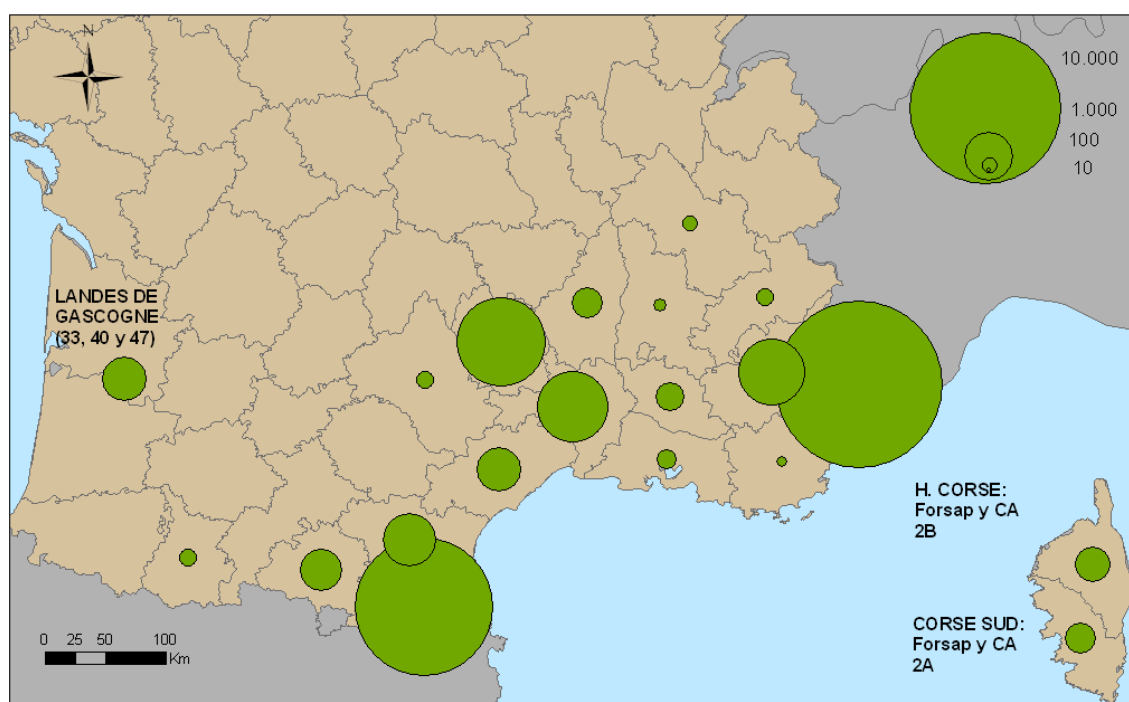 N
10.000
1.000
100
10
LANDES DE
GASCOGNE
(33, 40 y 47)
H. CORSE:
Forsap y CA
2B
CORSE SUD:
Forsap y CA
2A
0 25 50 100
Km